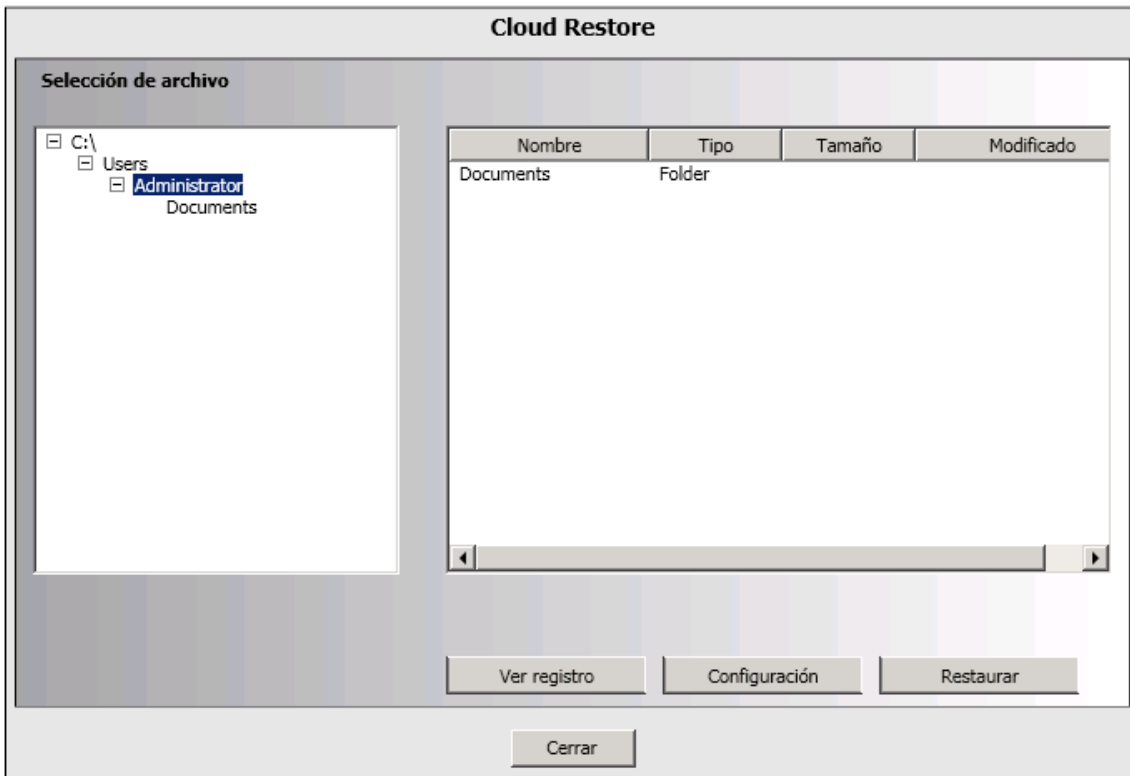 Cloud Restore
Selección de archivo
C:\
Users
Administrator
Documents
Nombre Tipo Tamaño Modificado
Documents Folder
Ver registro Configuración Restaurar
Cerrar